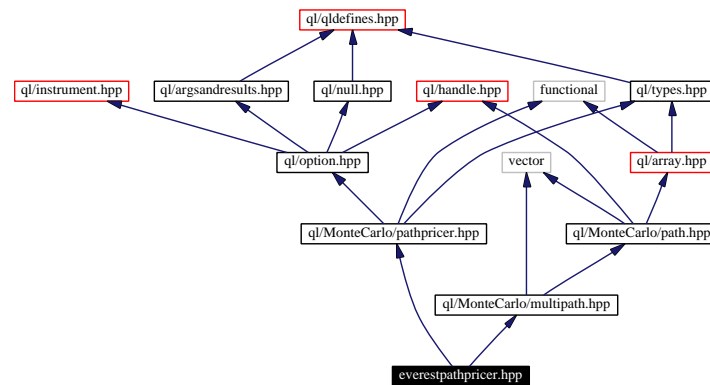 ql/qldefines.hpp
ql/instrument.hpp
ql/argsandresults.hpp
ql/null.hpp
ql/handle.hpp
functional
ql/types.hpp
ql/option.hpp
vector
ql/array.hpp
ql/MonteCarlo/pathpricer.hpp
ql/MonteCarlo/path.hpp
ql/MonteCarlo/multipath.hpp
everestpathpricer.hpp